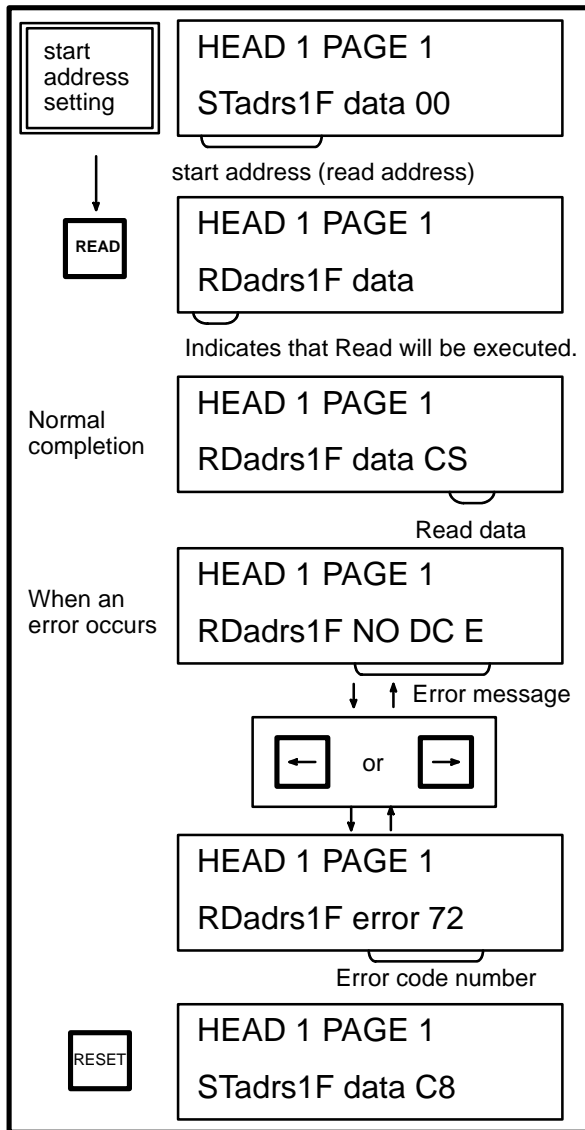 start
address
setting
HEAD 1 PAGE 1
STadrs1F data 00
start address (read address)
READ
HEAD 1 PAGE 1
RDadrs1F data
Indicates that Read will be executed.
Normal
completion
HEAD 1 PAGE 1
RDadrs1F data CS
Read data
When an
error occurs
HEAD 1 PAGE 1
RDadrs1F NO DC E
Error message
or
HEAD 1 PAGE 1
RDadrs1F error 72
Error code number
RESET
HEAD 1 PAGE 1
STadrs1F data C8